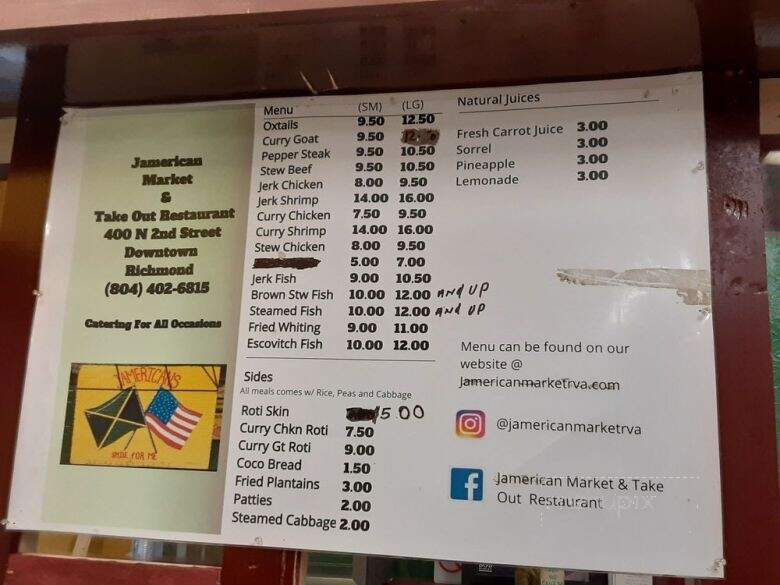 Jamerican
Market
&
Take Out Restaurant
400 N 2nd Street
Downtown
Richmond
(804) 402-6815
Catering For All Occasions
JAMERICANS
SMILE FOR ME
Menu (SM) (LG)
Oxtails 9.50 12.50
Curry Goat 9.50
Pepper Steak 9.50 10.50
Stew Beef 9.50 10.50
Jerk Chicken 8.00 9.50
Jerk Shrimp 14.00 16.00
Curry Chicken 7.50 9.50
Curry Shrimp 14.00 16.00
Stew Chicken 8.00 9.50
5.00 7.00
Jerk Fish 9.00 10.50
Brown Stw Fish 10.00 12.00 AND UP
Steamed Fish 10.00 12.00 AND UP
Fried Whiting 9.00 11.00
Escovitch Fish 10.00 12.00
Sides
All meals comes w/ Rice, Peas and Cabbage
Roti Skin 5.00
Curry Chkn Roti 7.50
Curry Gt Roti 9.00
Coco Bread 1.50
Fried Plantains 3.00
Patties 2.00
Steamed Cabbage 2.00
Natural Juices
Fresh Carrot Juice 3.00
Sorrel 3.00
Pineapple 3.00
Lemonade 3.00
Menu can be found on our
website @
Jamericanmarketrva.com
@jamericanmarketrva
Jamerican Market & Take
Out Restaurant